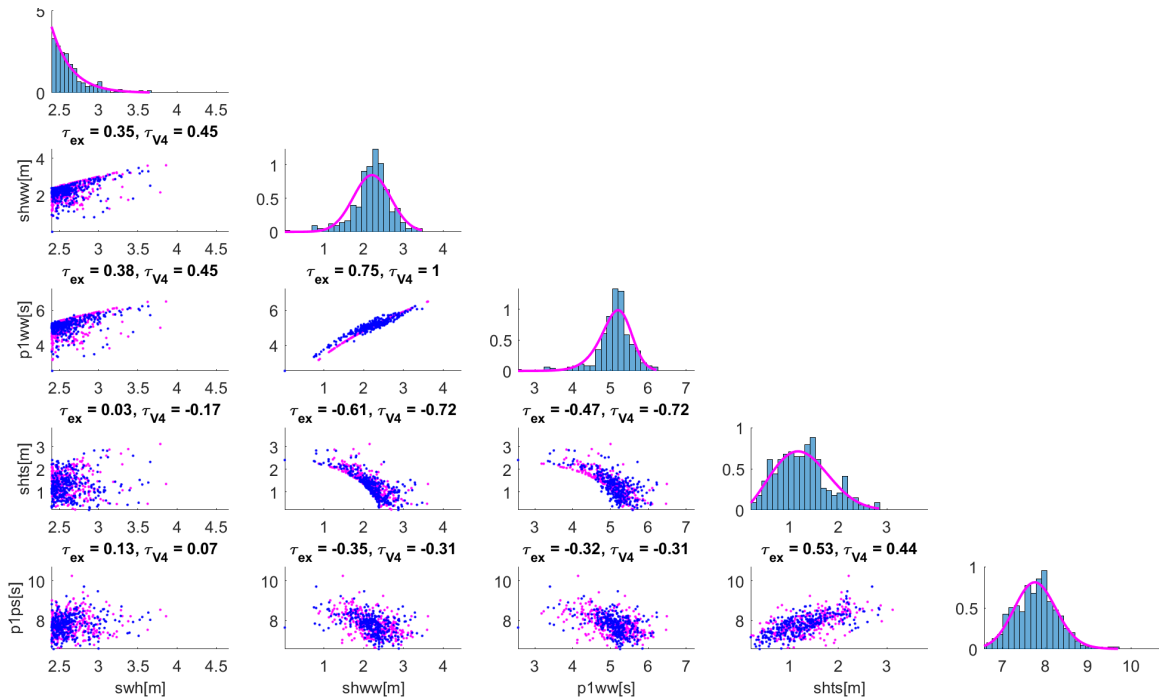 5
0
2.5 3 3.5 4 4.5
τex = 0.35, τV4 = 0.45
shww[m]
4
2
2.5 3 3.5 4 4.5
1
0.5
0
1 2 3 4
τex = 0.38, τV4 = 0.45
τex = 0.75, τV4 = 1
p1ww[s]
6
4
2.5 3 3.5 4 4.5
6
4
1 2 3 4
1
0.5
0
3 4 5 6 7
τex = 0.03, τV4 = -0.17
τex = -0.61, τV4 = -0.72
τex = -0.47, τV4 = -0.72
shts[m]
3
2
1
2.5 3 3.5 4 4.5
3
2
1
1 2 3 4
3
2
1
3 4 5 6 7
1
0.5
0
1 2 3
τex = 0.13, τV4 = 0.07
τex = -0.35, τV4 = -0.31
τex = -0.32, τV4 = -0.31
τex = 0.53, τV4 = 0.44
p1ps[s]
10
8
2.5 3 3.5 4 4.5
swh[m]
10
8
1 2 3 4
shww[m]
10
8
3 4 5 6 7
p1ww[s]
10
8
1 2 3
shts[m]
1
0.5
0
7 8 9 10